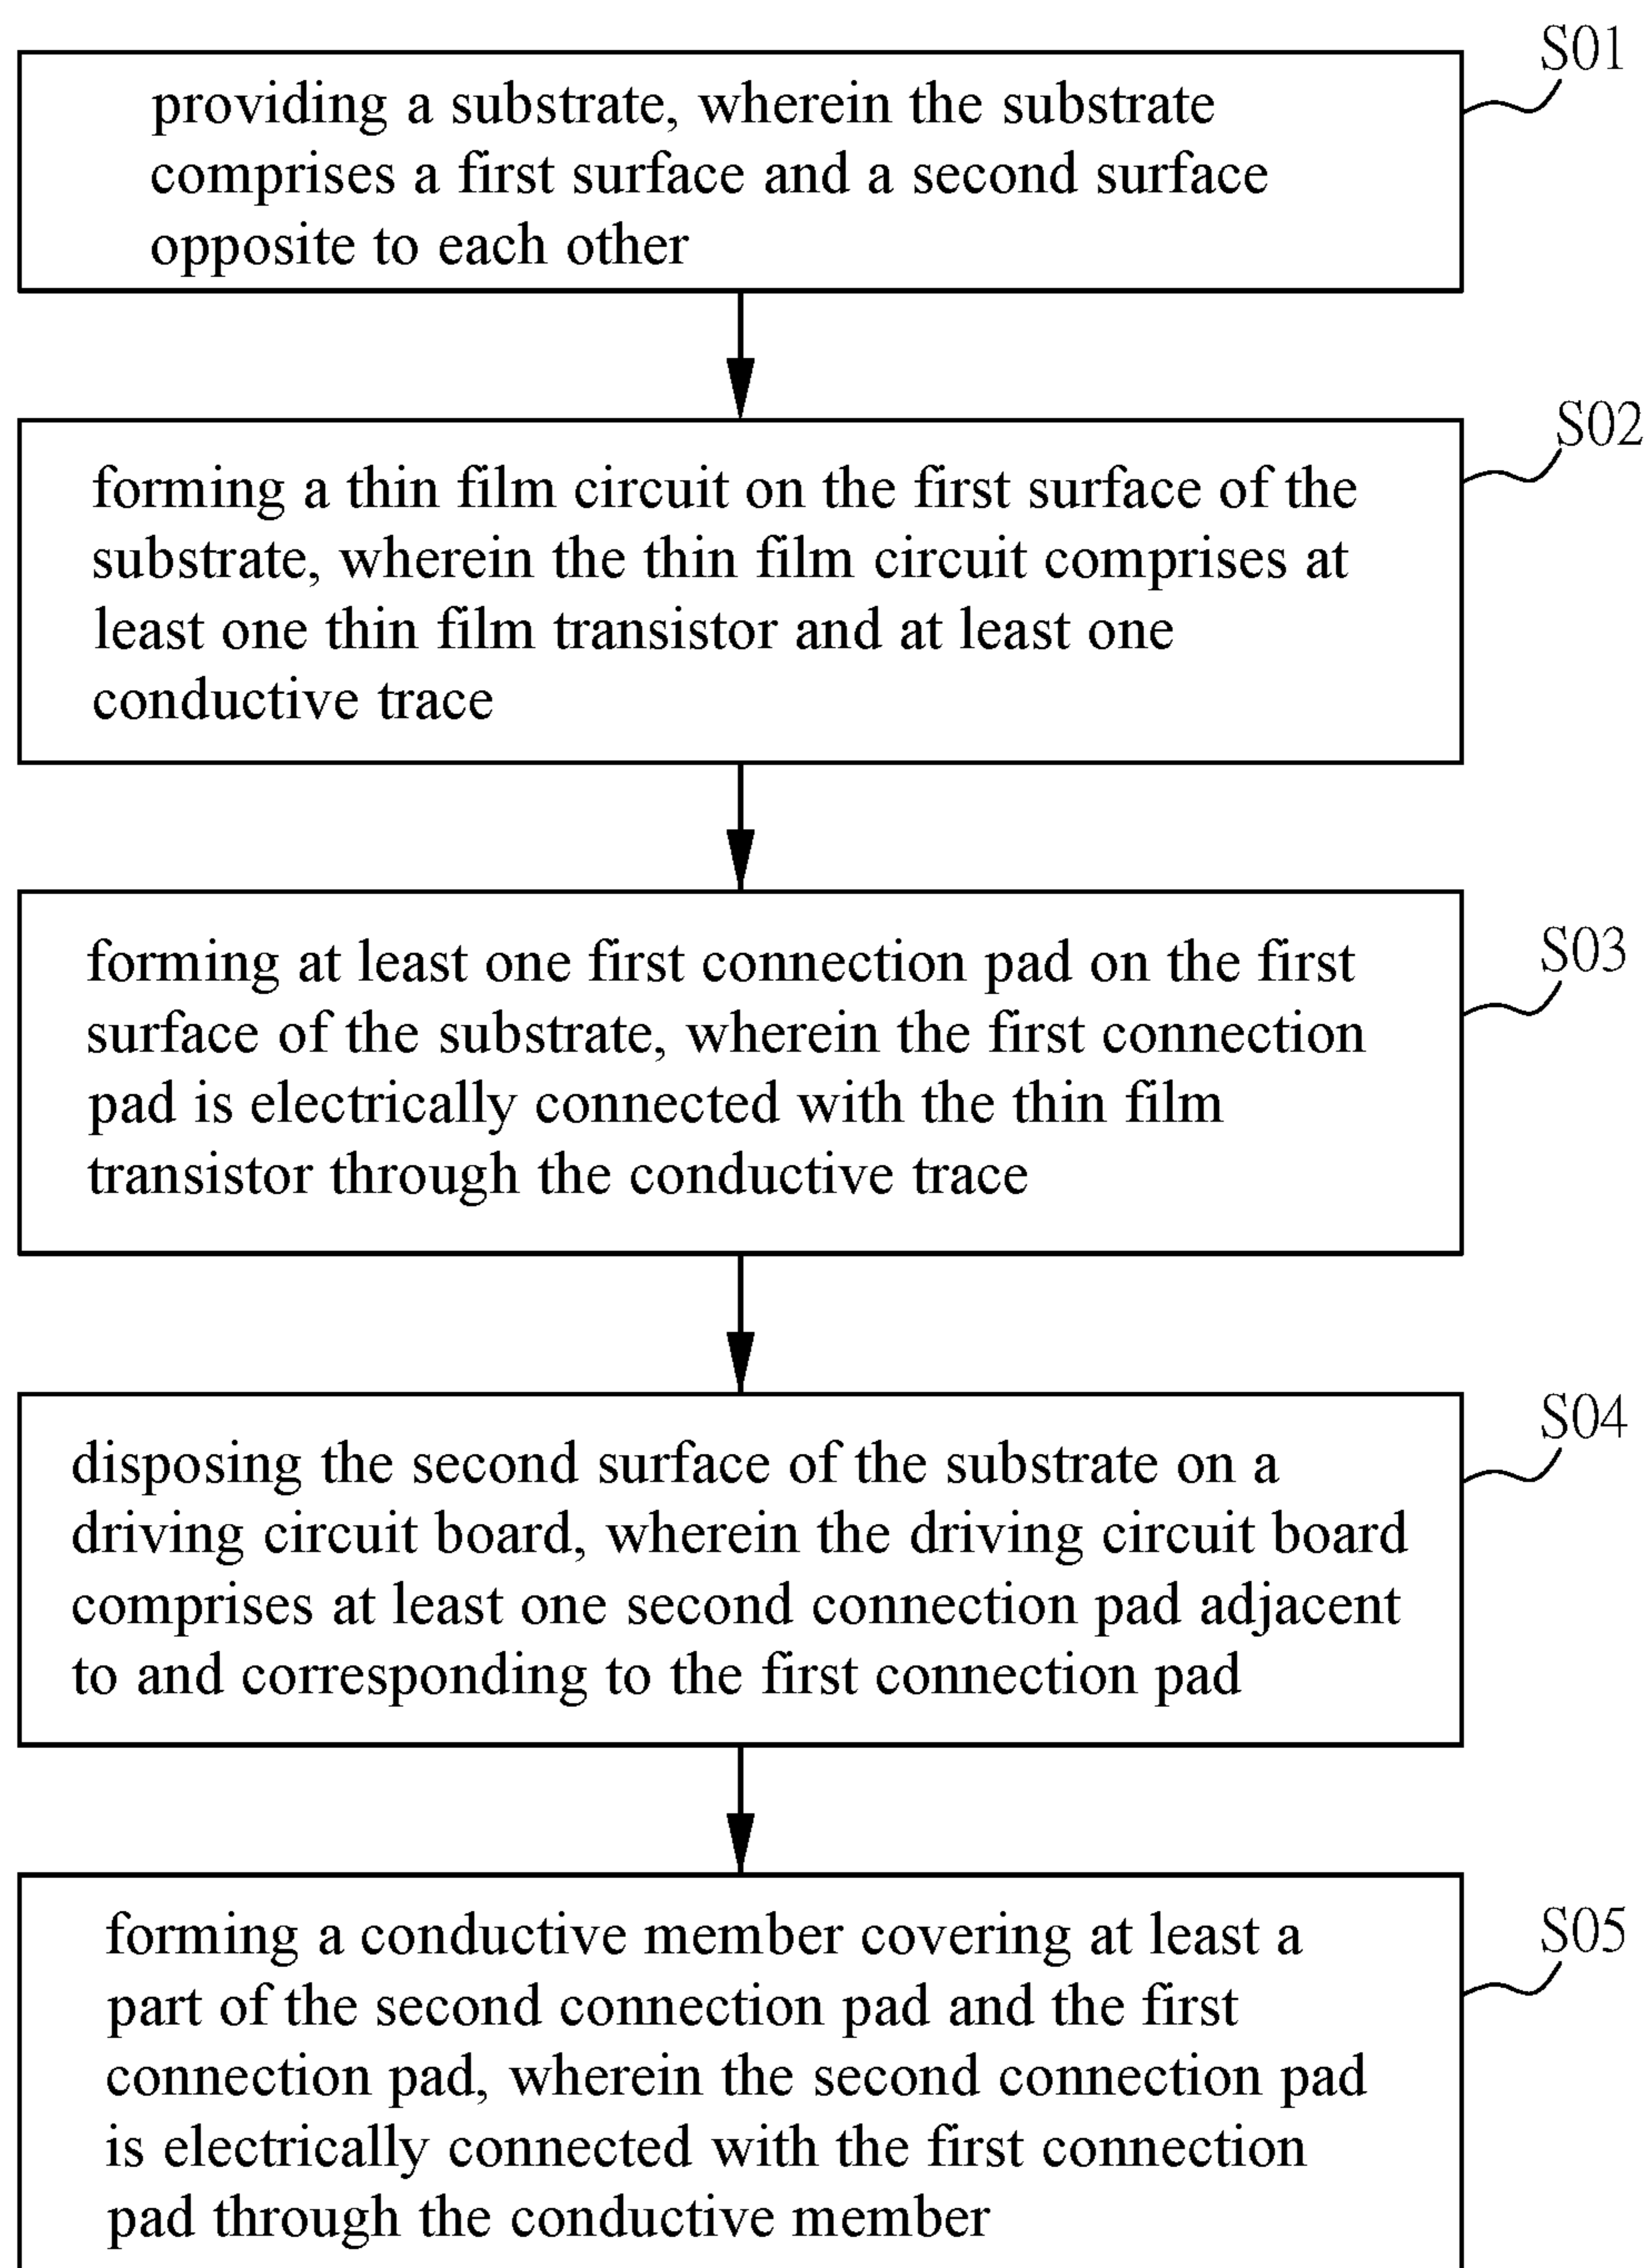 S01
providing a substrate, wherein the substrate
comprises a first surface and a second surface
opposite to each other
S02
forming a thin film circuit on the first surface of the
substrate, wherein the thin film circuit comprises at
least one thin film transistor and at least one
conductive trace
S03
forming at least one first connection pad on the first
surface of the substrate, wherein the first connection
pad is electrically connected with the thin film
transistor through the conductive trace
S04
disposing the second surface of the substrate on a
driving circuit board, wherein the driving circuit board
comprises at least one second connection pad adjacent
to and corresponding to the first connection pad
S05
forming a conductive member covering at least a
part of the second connection pad and the first
connection pad, wherein the second connection pad
is electrically connected with the first connection
pad through the conductive member